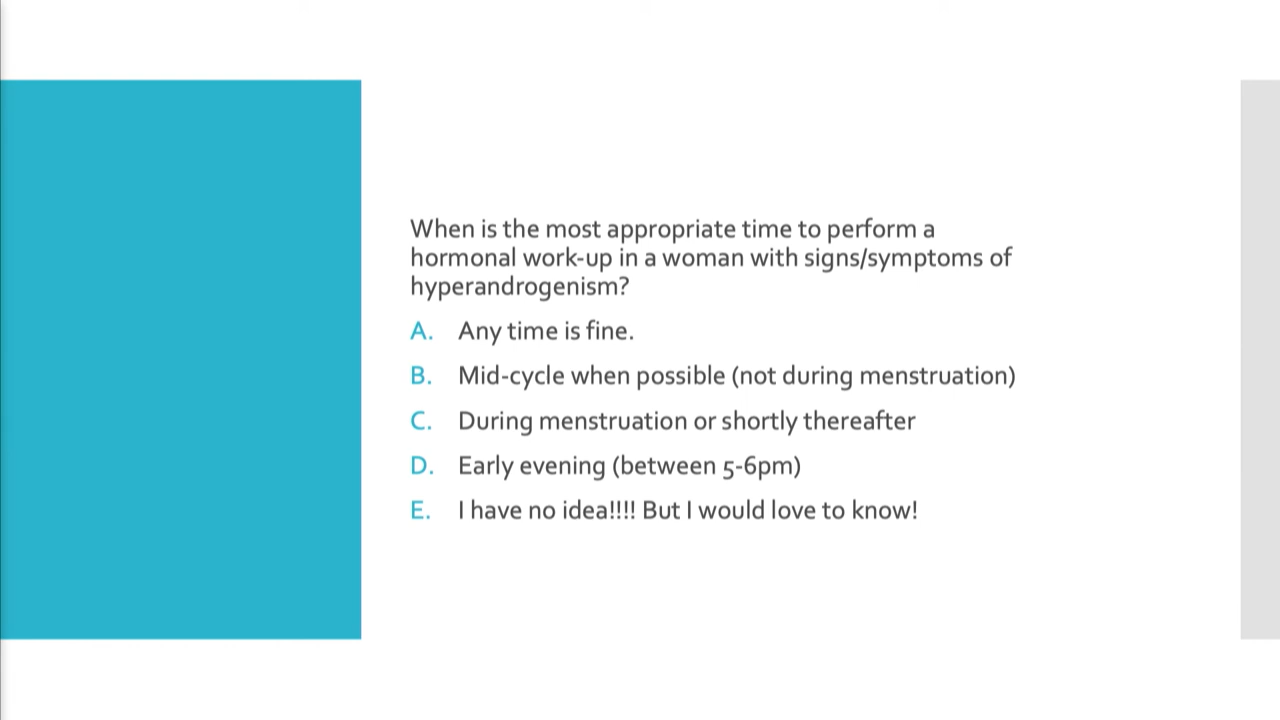 When is the most appropriate time to perform a
hormonal work-up in a woman with signs/symptoms of
hyperandrogenism?
A. Any time is fine.
B. Mid-cycle when possible (not during menstruation)
C. During menstruation or shortly thereafter
D. Early evening (between 5-6pm)
E. I have no idea!!!! But I would love to know!